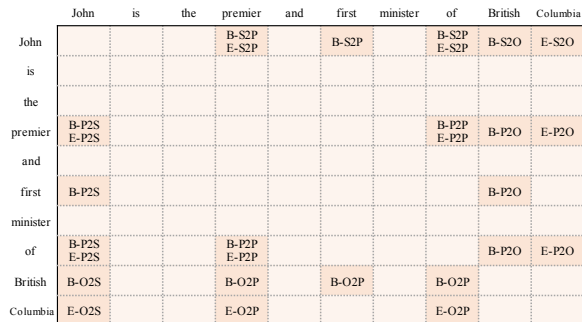 John is the premier and first minister of British Columbia
John B-S2P B-S2P B-S2P B-S2O E-S2O
E-S2P E-S2P
is
the
premier B-P2S B-P2P B-P2O E-P2O
E-P2S E-P2P
and
first B-P2S B-P2O
minister
of B-P2S B-P2P B-P2O E-P2O
E-P2S E-P2P
British B-O2S B-O2P B-O2P B-O2P
Columbia E-O2S E-O2P E-O2P